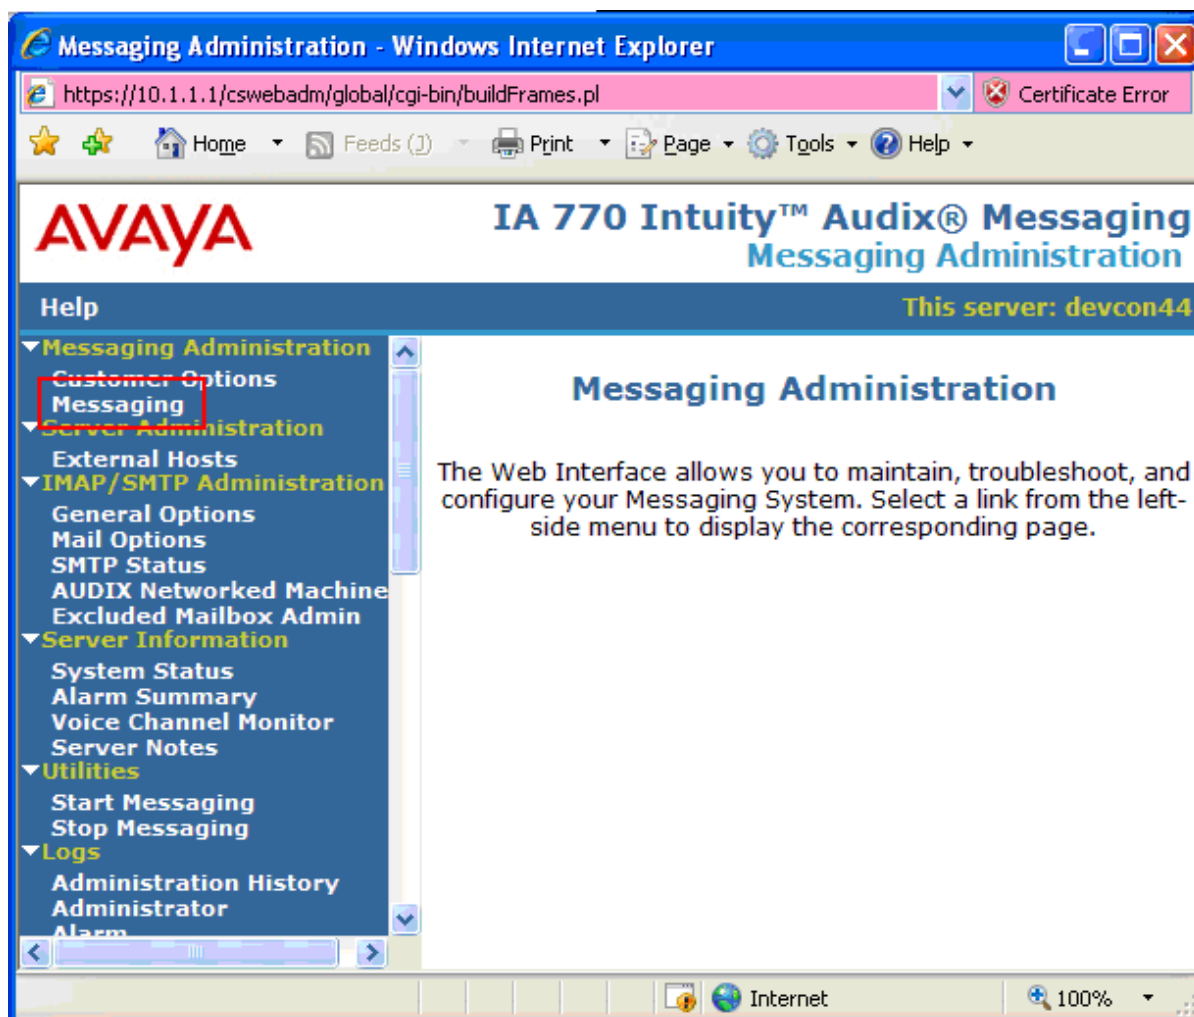 Messaging Administration - Windows Internet Explorer
https://10.1.1.1/cswebadm/global/cgi-bin/buildFrames.pl
Certificate Error
Home
Feeds (J)
Print
Page
Tools
Help
AVAYA
IA 770 Intuity™ Audix® Messaging
Messaging Administration
Help
This server: devcon44
Messaging Administration
Customer Options
Messaging
Server Administration
External Hosts
IMAP/SMTP Administration
General Options
Mail Options
SMTP Status
AUDIX Networked Machine
Excluded Mailbox Admin
Server Information
System Status
Alarm Summary
Voice Channel Monitor
Server Notes
Utilities
Start Messaging
Stop Messaging
Logs
Administration History
Administrator
Alarm
Messaging Administration
The Web Interface allows you to maintain, troubleshoot, and
configure your Messaging System. Select a link from the left-
side menu to display the corresponding page.
Internet
100%